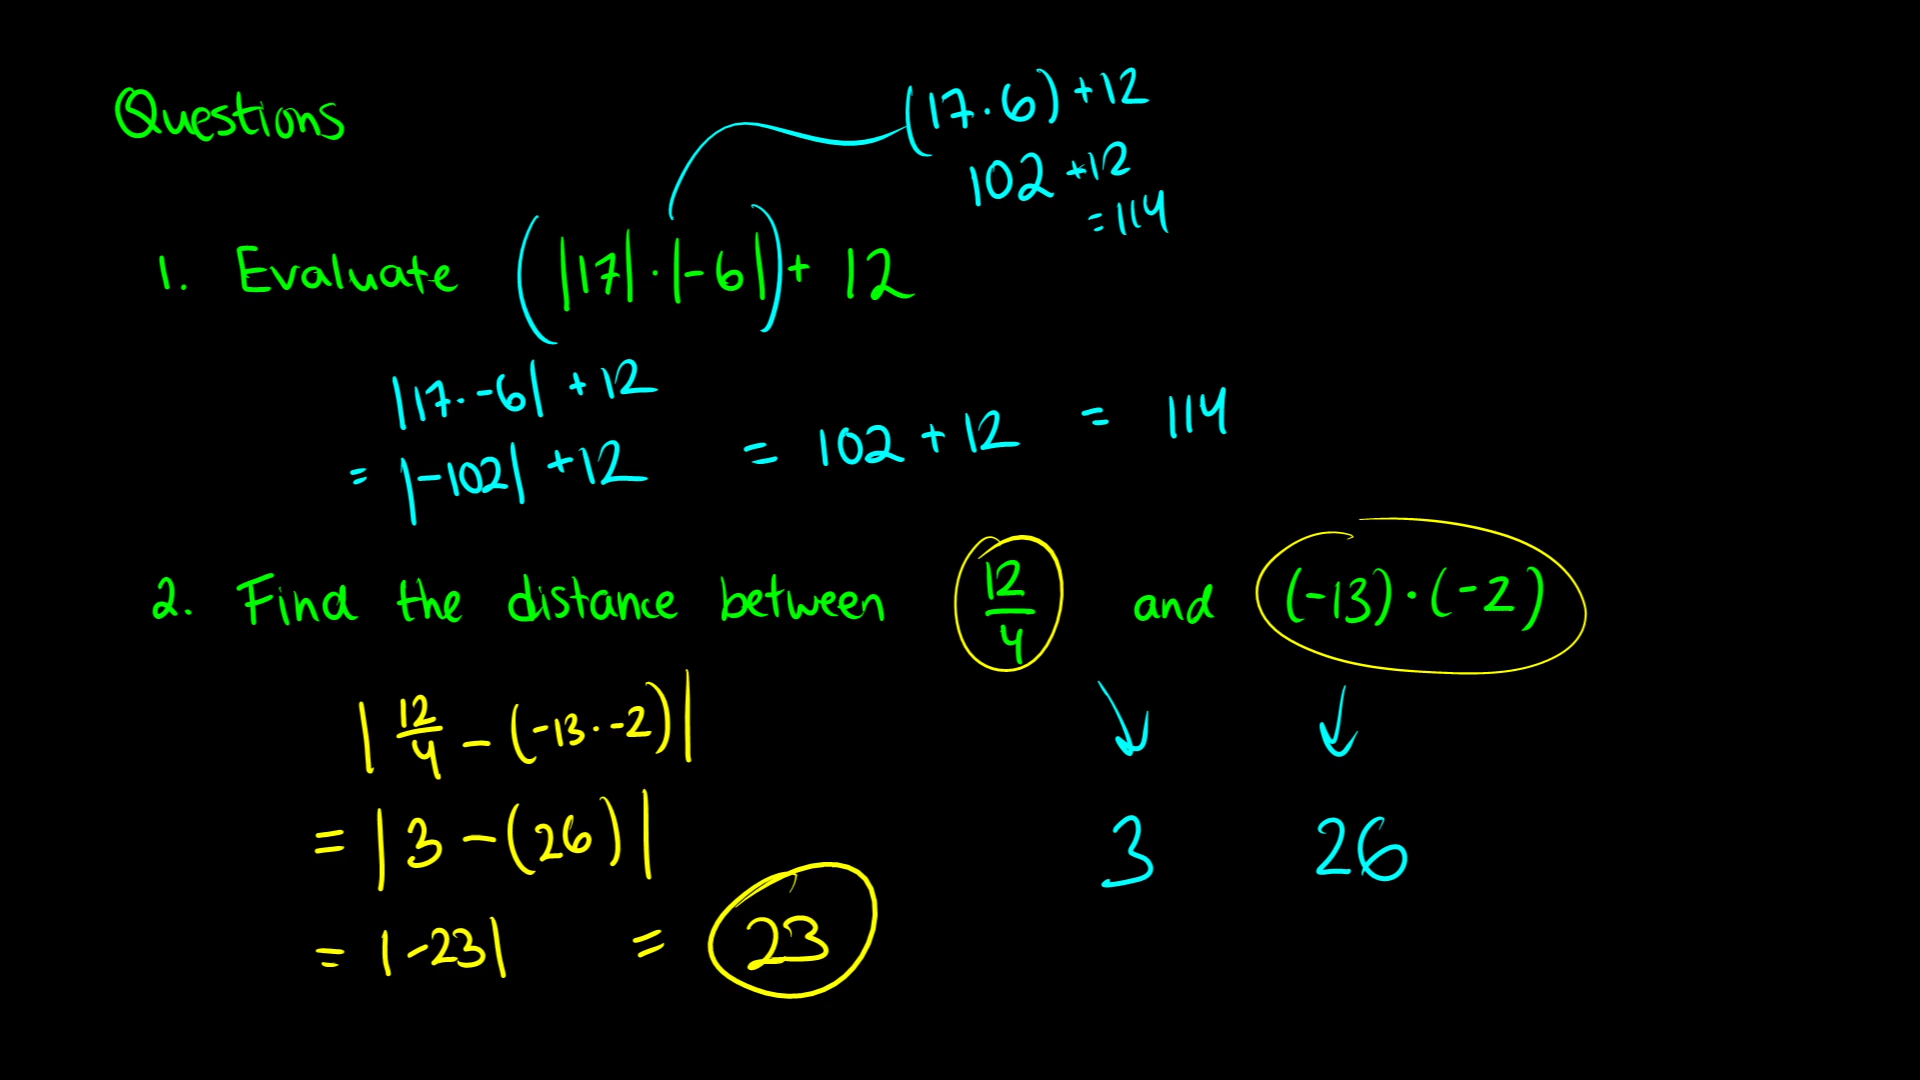 Questions
(17·6)+12
102 +12
=114
1. Evaluate (|17|·|-6|)+ 12
|17·-6| +12
= |-102| +12 = 102 + 12 = 114
2. Find the distance between 12/4 and (-13)·(-2)
|12/4 - (-13·-2)|
= |3-(26)|
3 26
= |-23| = 23